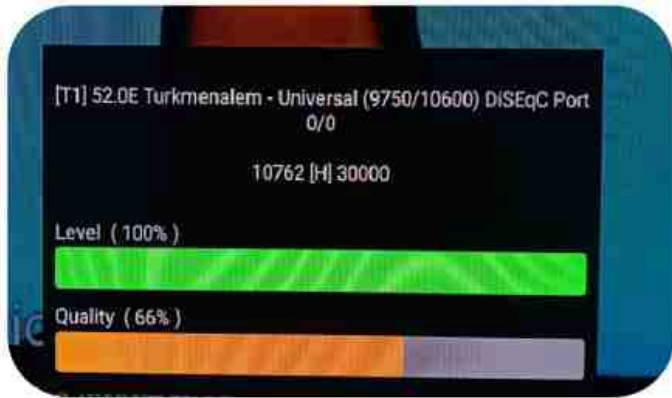 [T1] 52.0E Turkmenalem - Universal (9750/10600) DiSEqC Port
0/0
10762 [H] 30000
Level ( 100% )
Quality ( 66% )